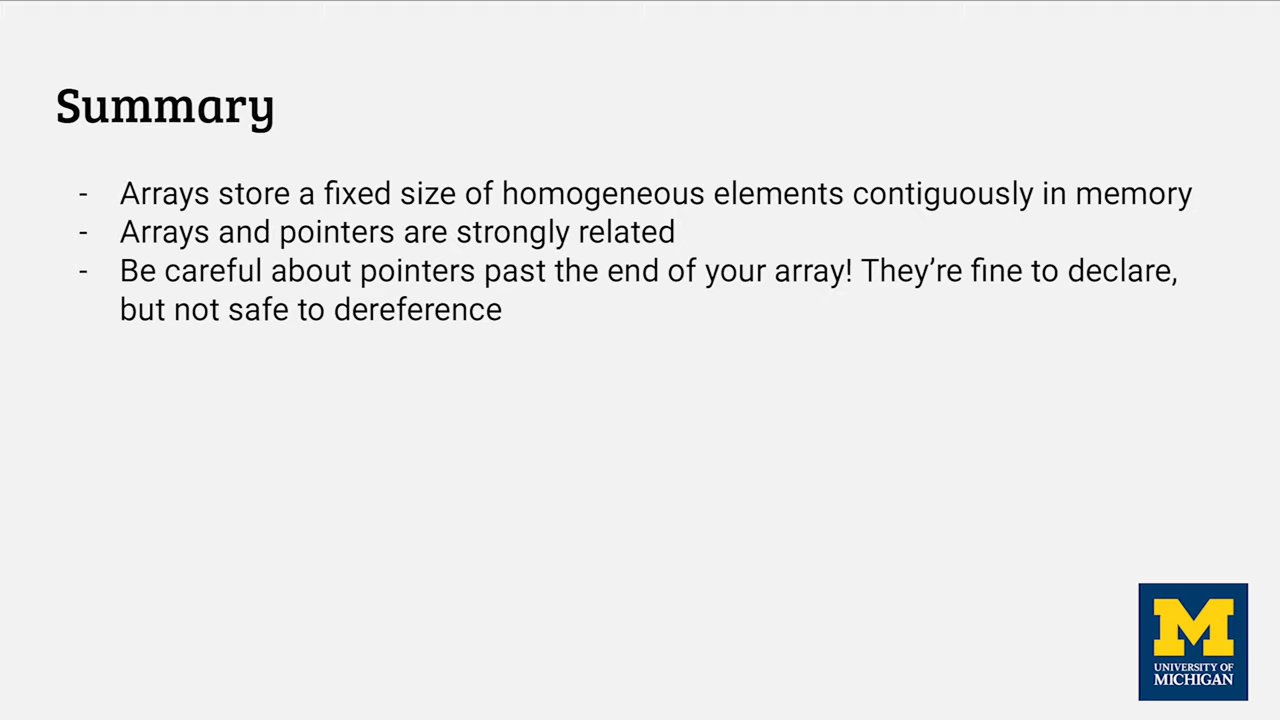 Summary
- Arrays store a fixed size of homogeneous elements contiguously in memory
- Arrays and pointers are strongly related
- Be careful about pointers past the end of your array! They’re fine to declare,
but not safe to dereference
M
UNIVERSITY OF
MICHIGAN